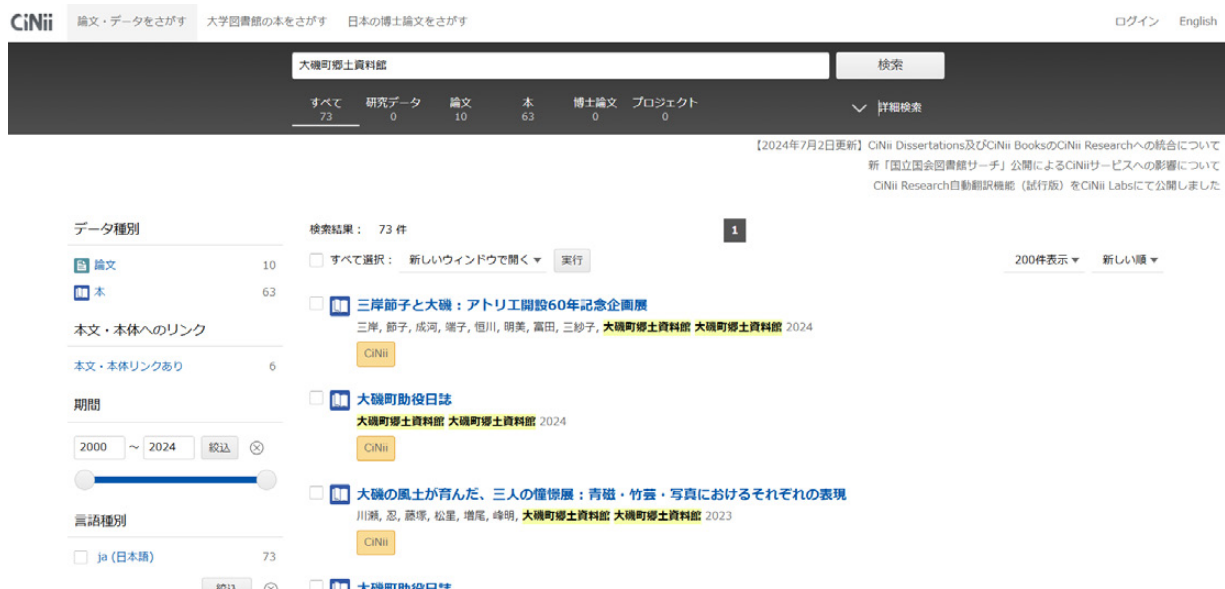 CiNii 論文・データをさがす 大学図書館の本をさがす 日本の博士論文をさがす ログイン English
大磯町郷土資料館 検索
すべて 研究データ 論文 本 博士論文 プロジェクト 詳細検索
73 0 10 63 0 0
【2024年7月2日更新】CiNii Dissertations及びCiNii BooksのCiNii Researchへの統合について
新「国立国会図書館サーチ」公開によるCiNiiサービスへの影響について
CiNii Research自動翻訳機能（試行版）をCiNii Labsにて公開しました
データ種別
論文 10
本 63
本文・本体へのリンク
本文・本体リンクあり 6
期間
2000 ～ 2024 絞込
言語種別
ja (日本語) 73
絞込
検索結果： 73 件 1
すべて選択： 新しいウィンドウで開く 実行 200件表示 新しい順
三岸節子と大磯：アトリエ開設60年記念企画展
三岸, 節子, 成河, 端子, 恒川, 明美, 冨田, 三紗子, 大磯町郷土資料館 大磯町郷土資料館 2024
CiNii
大磯町助役日誌
大磯町郷土資料館 大磯町郷土資料館 2024
CiNii
大磯の風土が育んだ、三人の憧憬展：青磁・竹芸・写真におけるそれぞれの表現
川瀬, 忍, 藤塚, 松星, 増尾, 峰明, 大磯町郷土資料館 大磯町郷土資料館 2023
CiNii
大磯町助役日誌